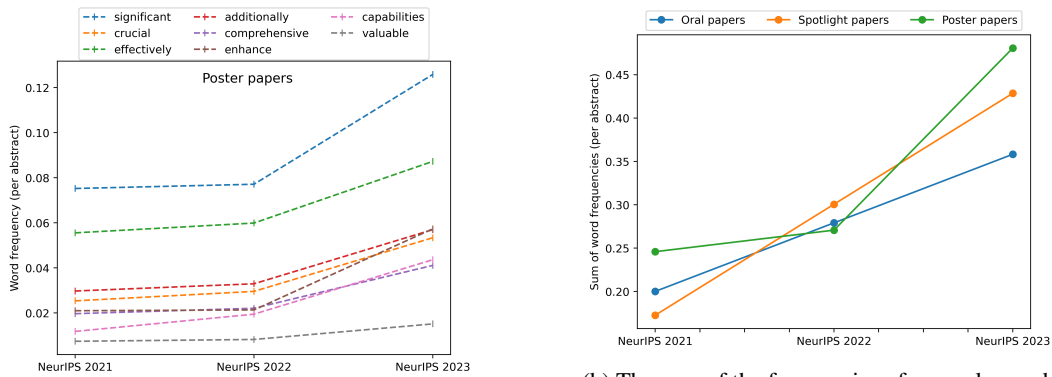 significant
additionally
capabilities
crucial
comprehensive
valuable
effectively
enhance
Poster papers
Word frequency (per abstract)
0.12
0.10
0.08
0.06
0.04
0.02
NeurIPS 2021
NeurIPS 2022
NeurIPS 2023
Oral papers
Spotlight papers
Poster papers
Sum of word frequencies (per abstract)
0.45
0.40
0.35
0.30
0.25
0.20
NeurIPS 2021
NeurIPS 2022
NeurIPS 2023